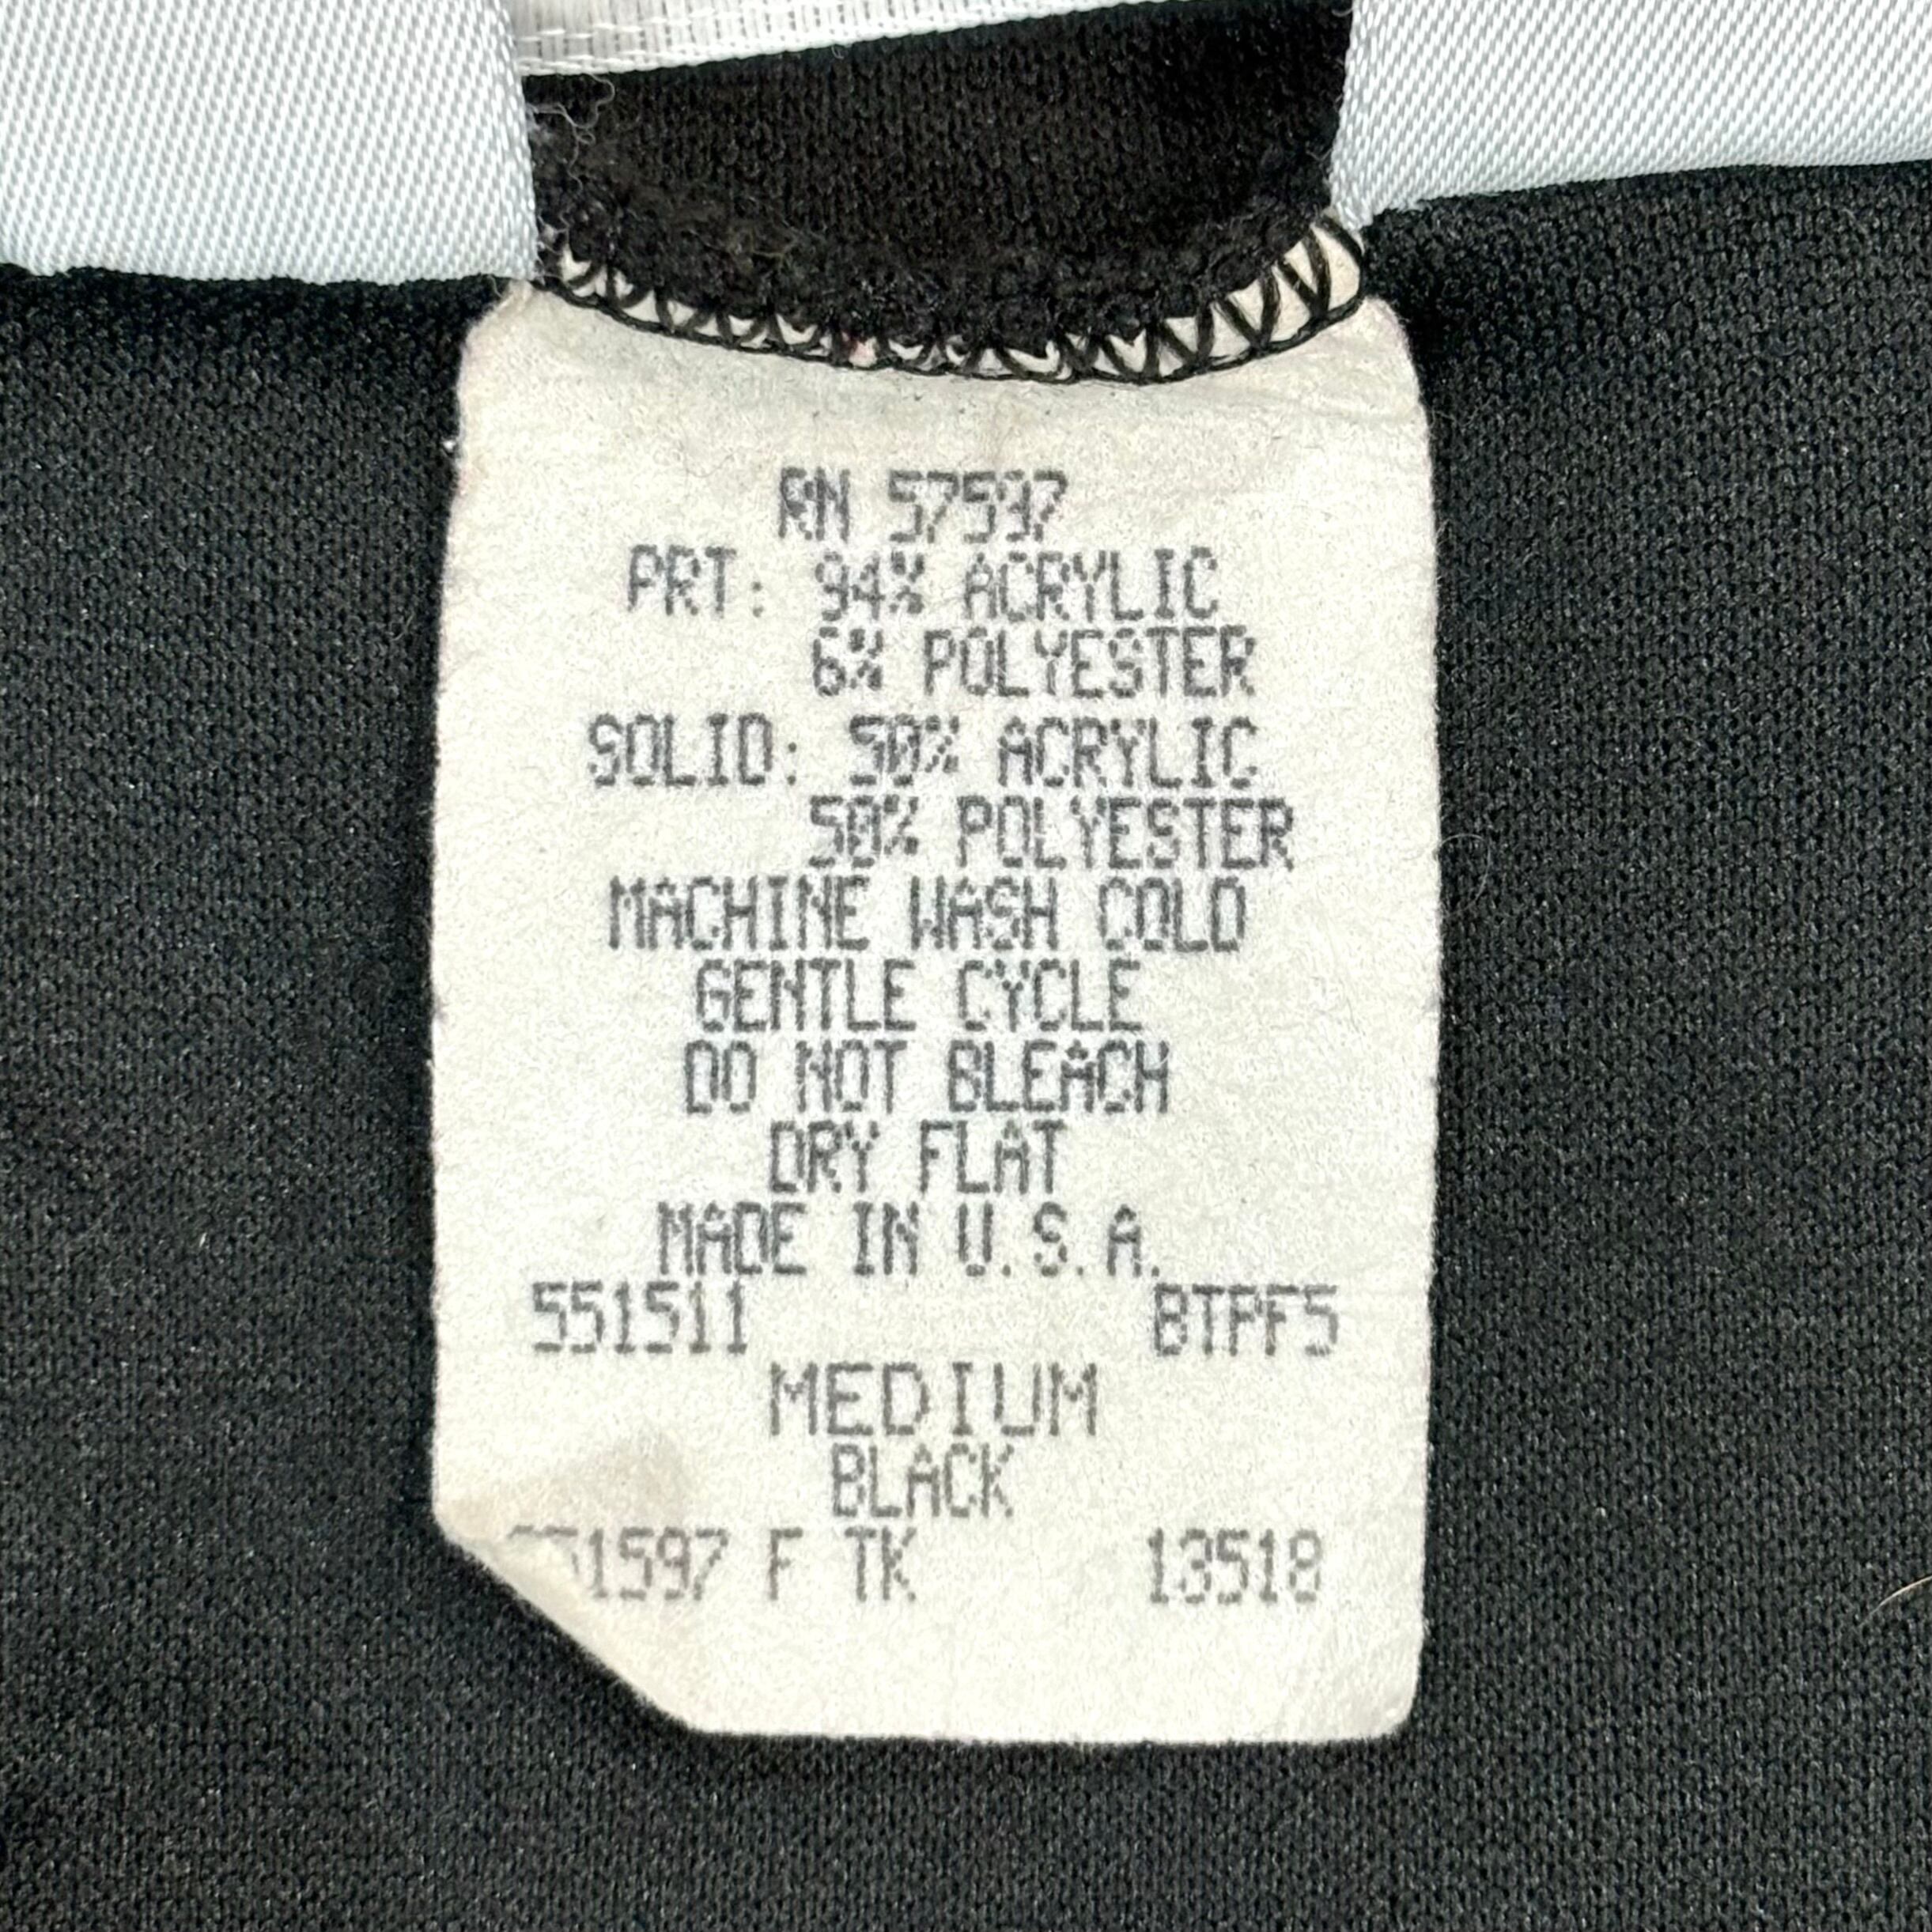 RN 57597
PRT: 94% ACRYLIC
6% POLYESTER
SOLID: 50% ACRYLIC
50% POLYESTER
MACHINE WASH COLD
GENTLE CYCLE
DO NOT BLEACH
DRY FLAT
MADE IN U.S.A.
551511 BTPF5
MEDIUM
BLACK
F TK 13518